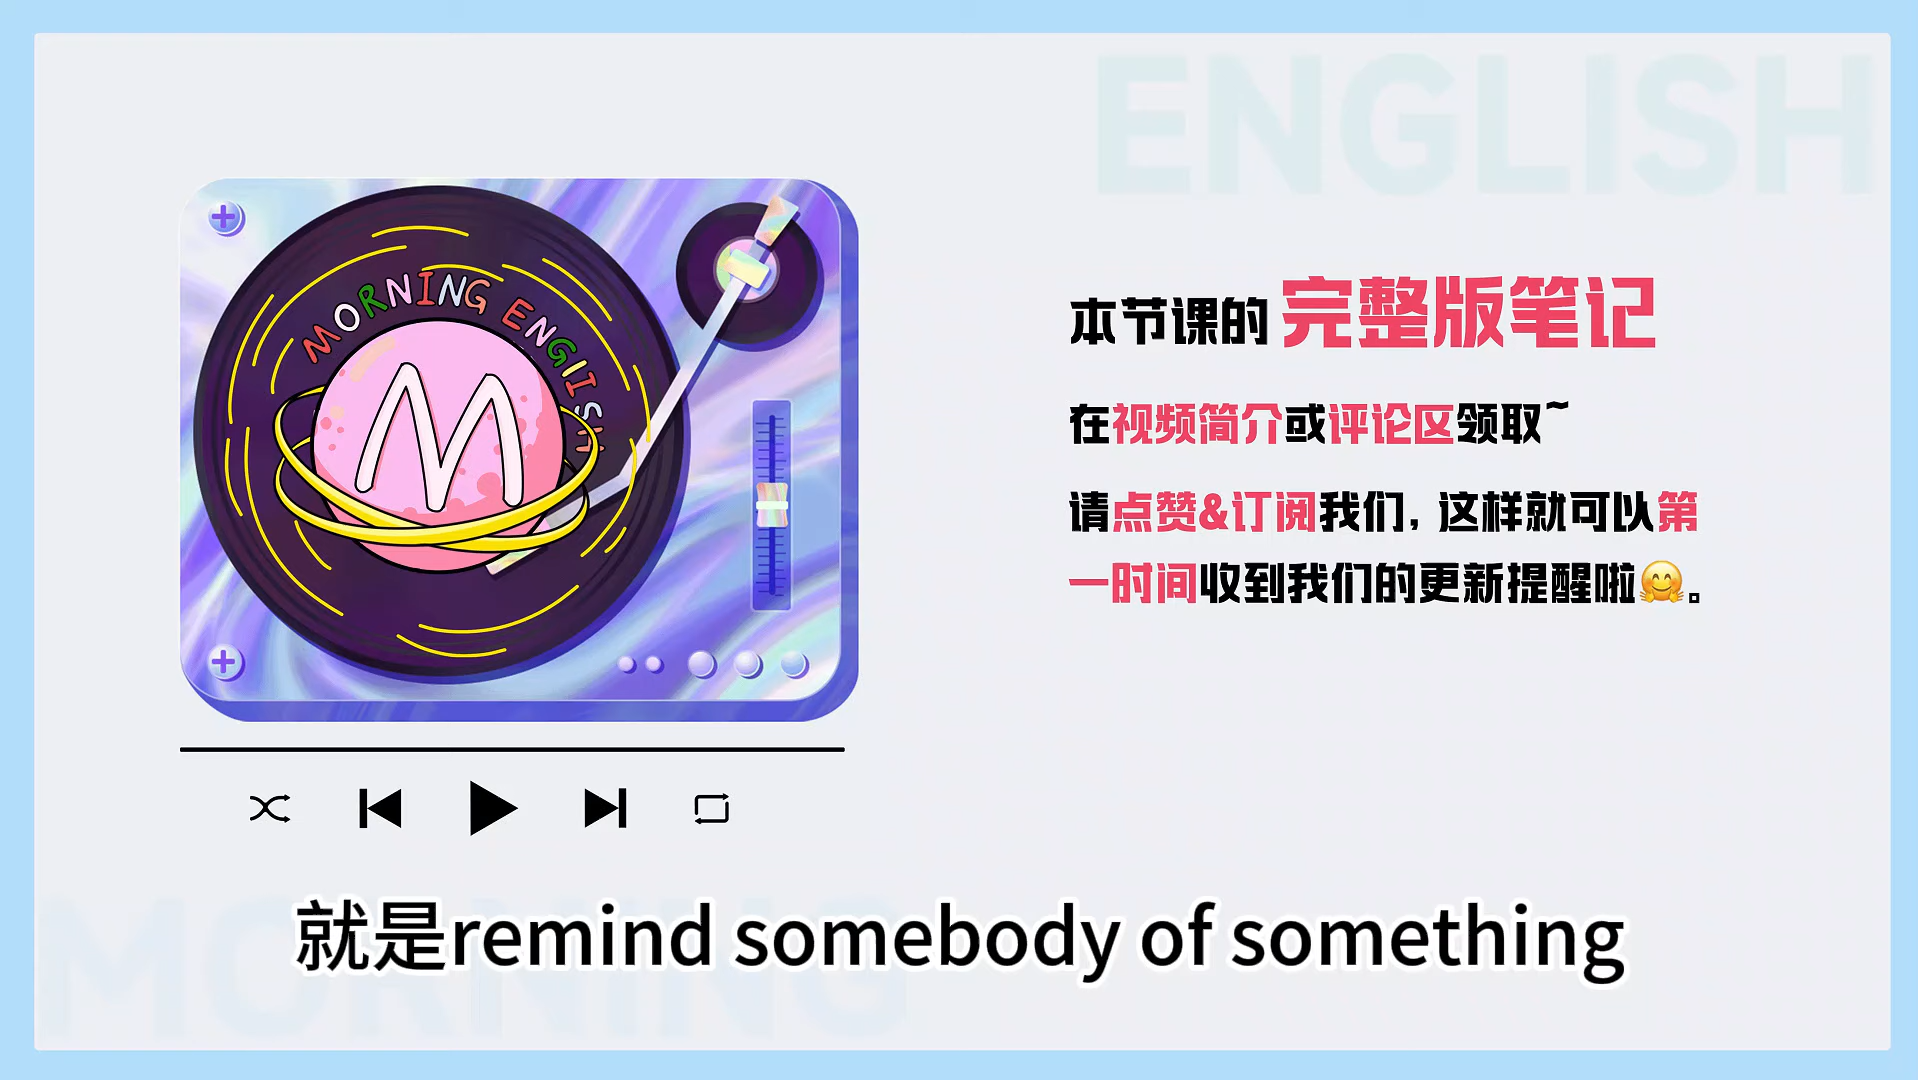 ENGLISH
MORNING ENGLISH
M
本节课的 完整版笔记
在视频简介或评论区领取~
请点赞&订阅我们，这样就可以第
一时间收到我们的更新提醒啦🤗。
MORNING
就是remind somebody of something